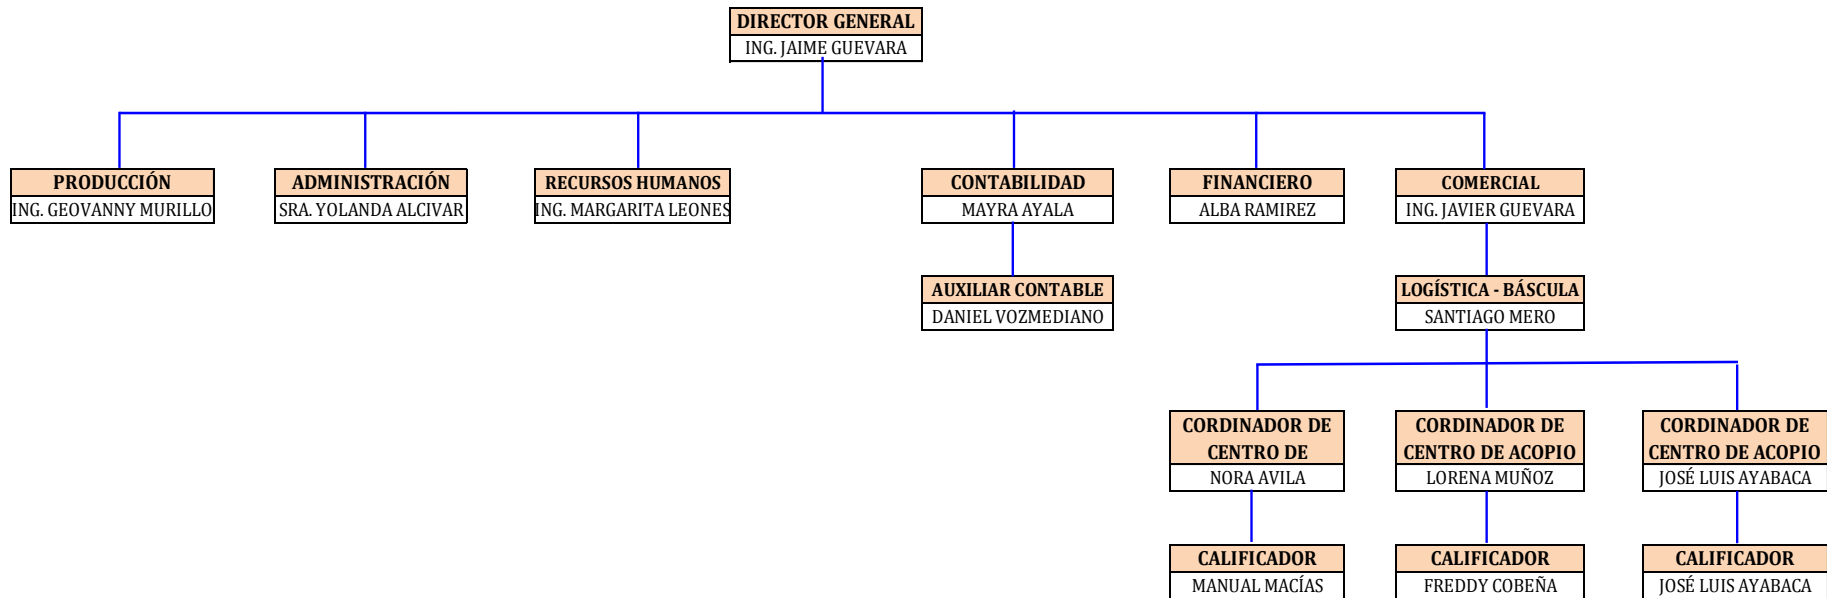 DIRECTOR GENERAL
ING. JAIME GUEVARA
PRODUCCIÓN
ING. GEOVANNY MURILLO
ADMINISTRACIÓN
SRA. YOLANDA ALCIVAR
RECURSOS HUMANOS
ING. MARGARITA LEONES
CONTABILIDAD
MAYRA AYALA
FINANCIERO
ALBA RAMIREZ
COMERCIAL
ING. JAVIER GUEVARA
AUXILIAR CONTABLE
DANIEL VOZMEDIANO
LOGÍSTICA - BÁSCULA
SANTIAGO MERO
CORDINADOR DE
CENTRO DE
NORA AVILA
CORDINADOR DE
CENTRO DE ACOPIO
LORENA MUÑOZ
CORDINADOR DE
CENTRO DE ACOPIO
JOSÉ LUIS AYABACA
CALIFICADOR
MANUAL MACÍAS
CALIFICADOR
FREDDY COBEÑA
CALIFICADOR
JOSÉ LUIS AYABACA